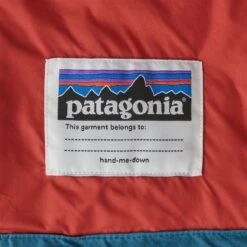 patagonia
This garment belongs to:
hand-me-down